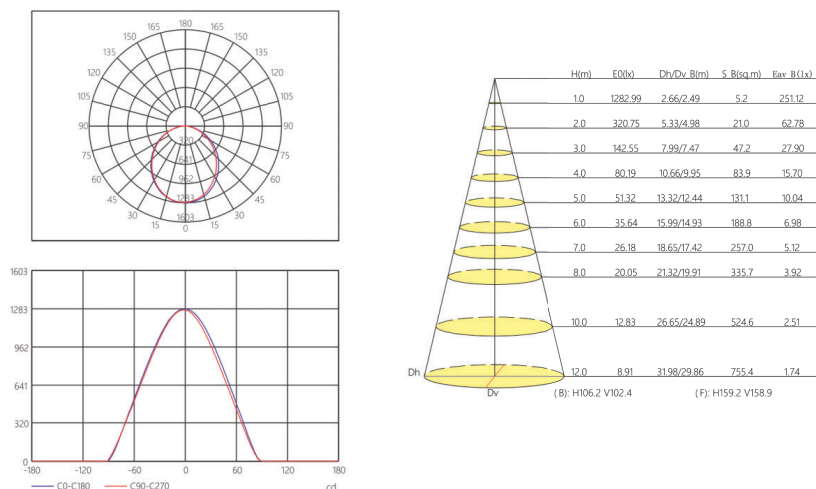 180
165 165
150 150
135 135
120 120
105 105
90 90
75 75
60 60
45 45
30 30
15 15
0
320
641
962
1283
1603
1603
1283
962
641
320
0
-180 -120 -60 0 60 120 180
C0-C180 C90-C270 cd
H(m) E0(lx) Dh/Dv B(m) S B(sq.m) Eav B(lx)
1.0 1282.99 2.66/2.49 5.2 251.12
2.0 320.75 5.33/4.98 21.0 62.78
3.0 142.55 7.99/7.47 47.2 27.90
4.0 80.19 10.66/9.95 83.9 15.70
5.0 51.32 13.32/12.44 131.1 10.04
6.0 35.64 15.99/14.93 188.8 6.98
7.0 26.18 18.65/17.42 257.0 5.12
8.0 20.05 21.32/19.91 335.7 3.92
10.0 12.83 26.65/24.89 524.6 2.51
Dh 12.0 8.91 31.98/29.86 755.4 1.74
Dv (B): H106.2 V102.4 (F): H159.2 V158.9